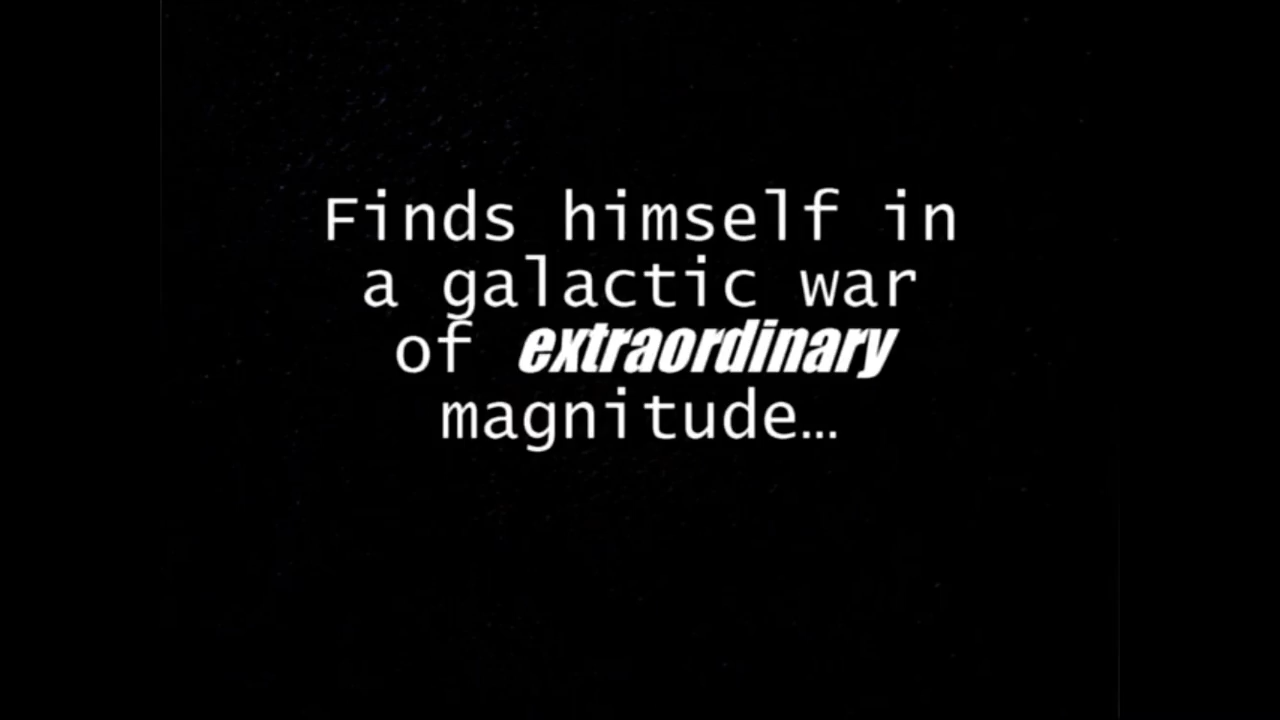 Finds himself in
a galactic war
of extraordinary
magnitude…